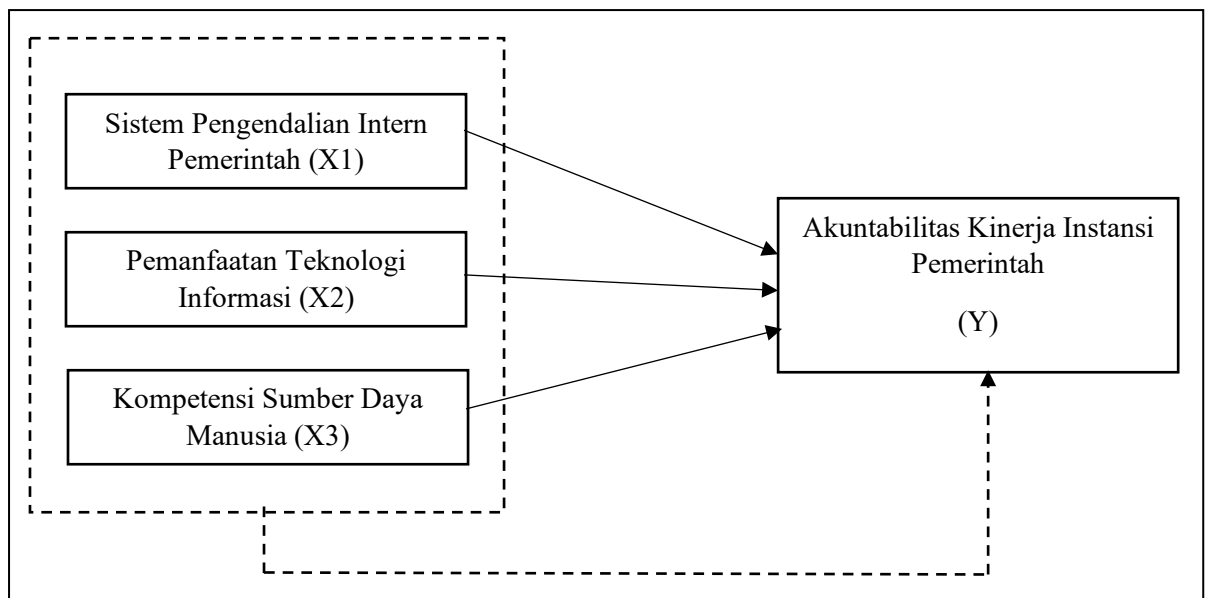 Sistem Pengendalian Intern
Pemerintah (X1)
Pemanfaatan Teknologi
Informasi (X2)
Kompetensi Sumber Daya
Manusia (X3)
Akuntabilitas Kinerja Instansi
Pemerintah
(Y)